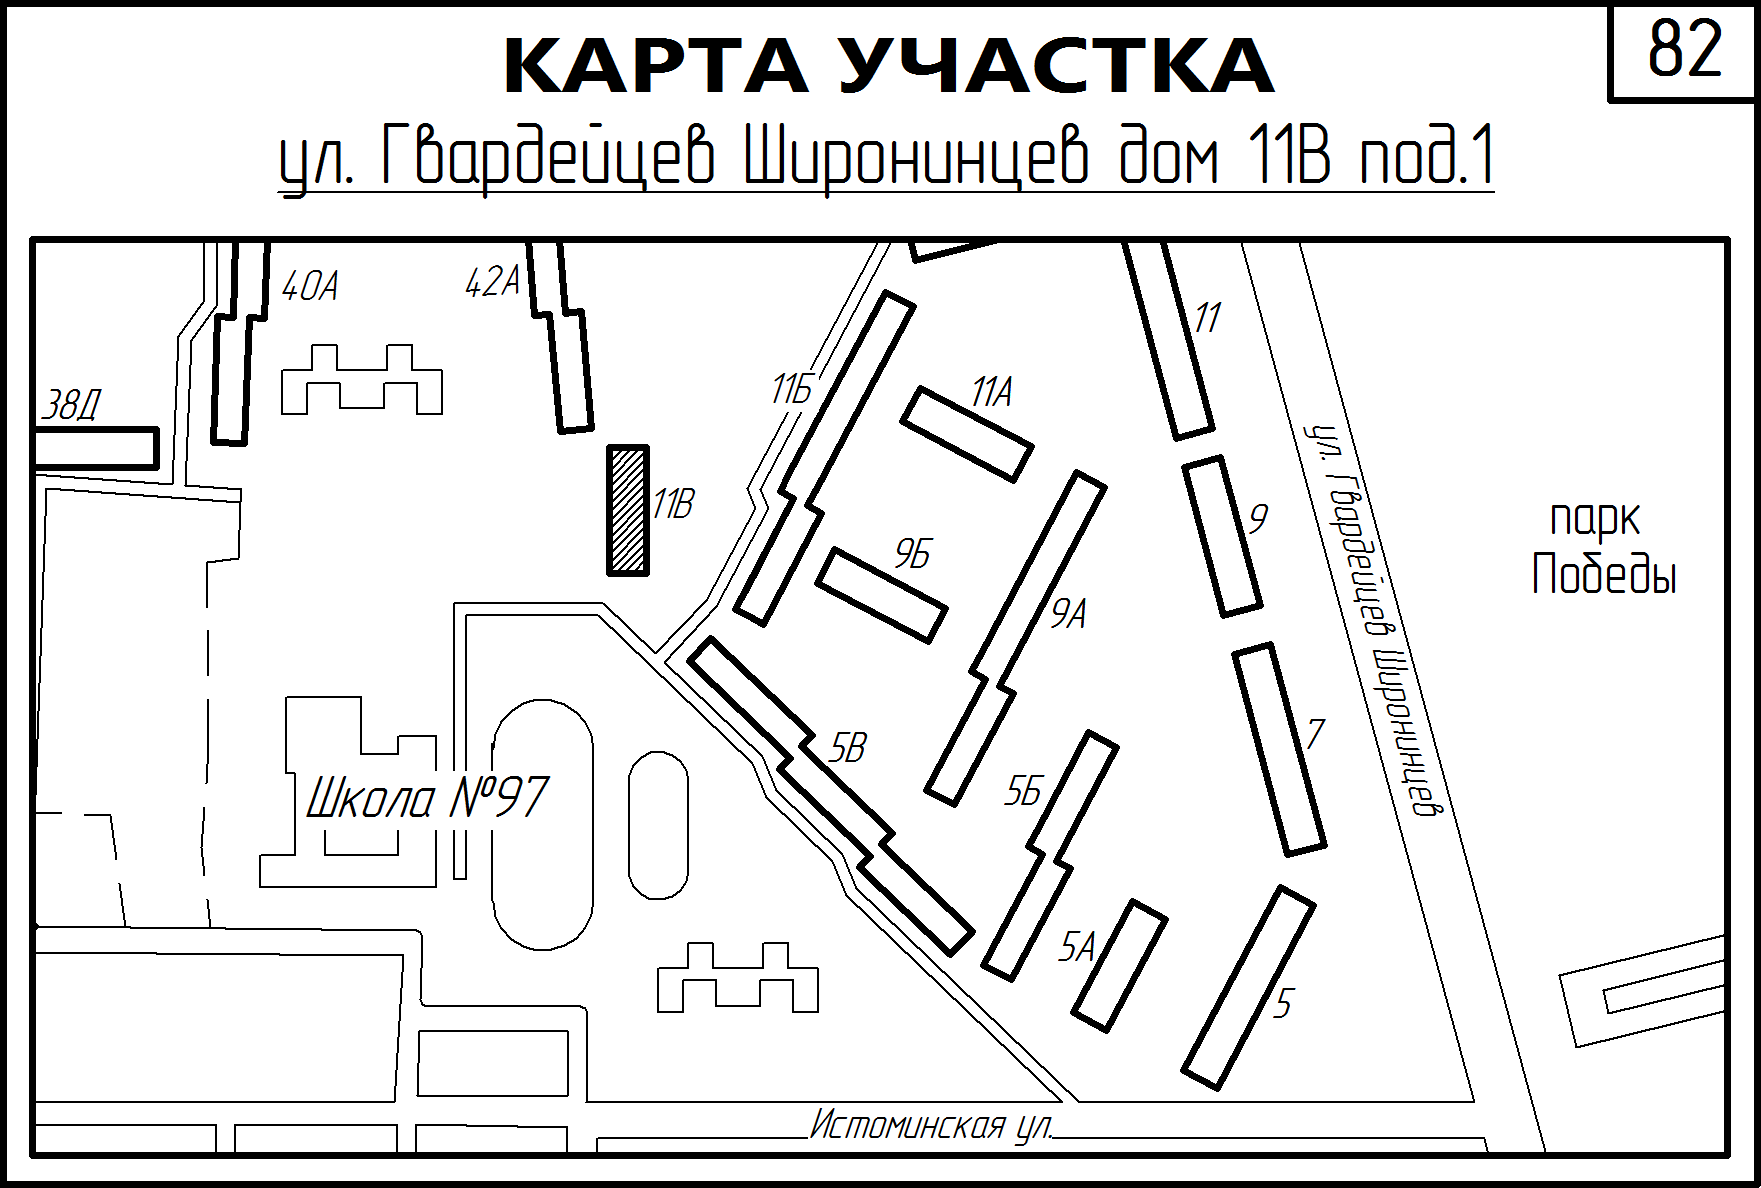 82
КАРТА УЧАСТКА
ул. Гвардейцев Широнинцев дом 11В под.1
40А
42А
38Д
11Б
11А
11
11В
9Б
9
9А
ул. Гвардейцев Широнинцев
парк
Победы
5В
5Б
7
Школа №97
5А
5
Истоминская ул.